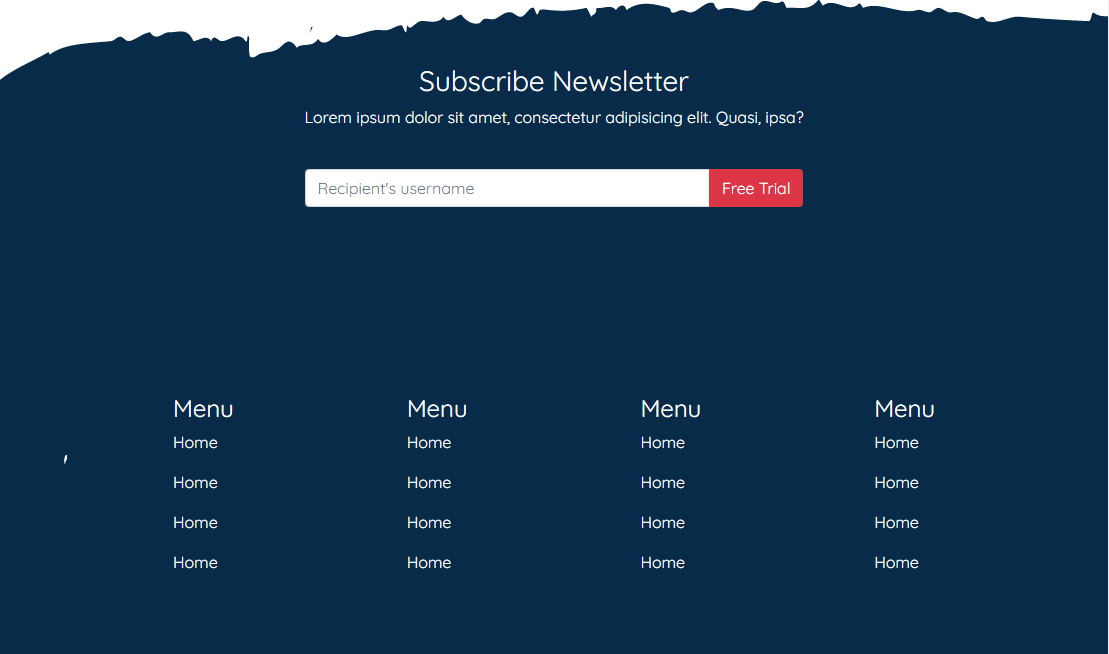 Subscribe Newsletter
Lorem ipsum dolor sit amet, consectetur adipisicing elit. Quasi, ipsa?
Recipient's username Free Trial
Menu Menu Menu Menu
Home Home Home Home
Home Home Home Home
Home Home Home Home
Home Home Home Home